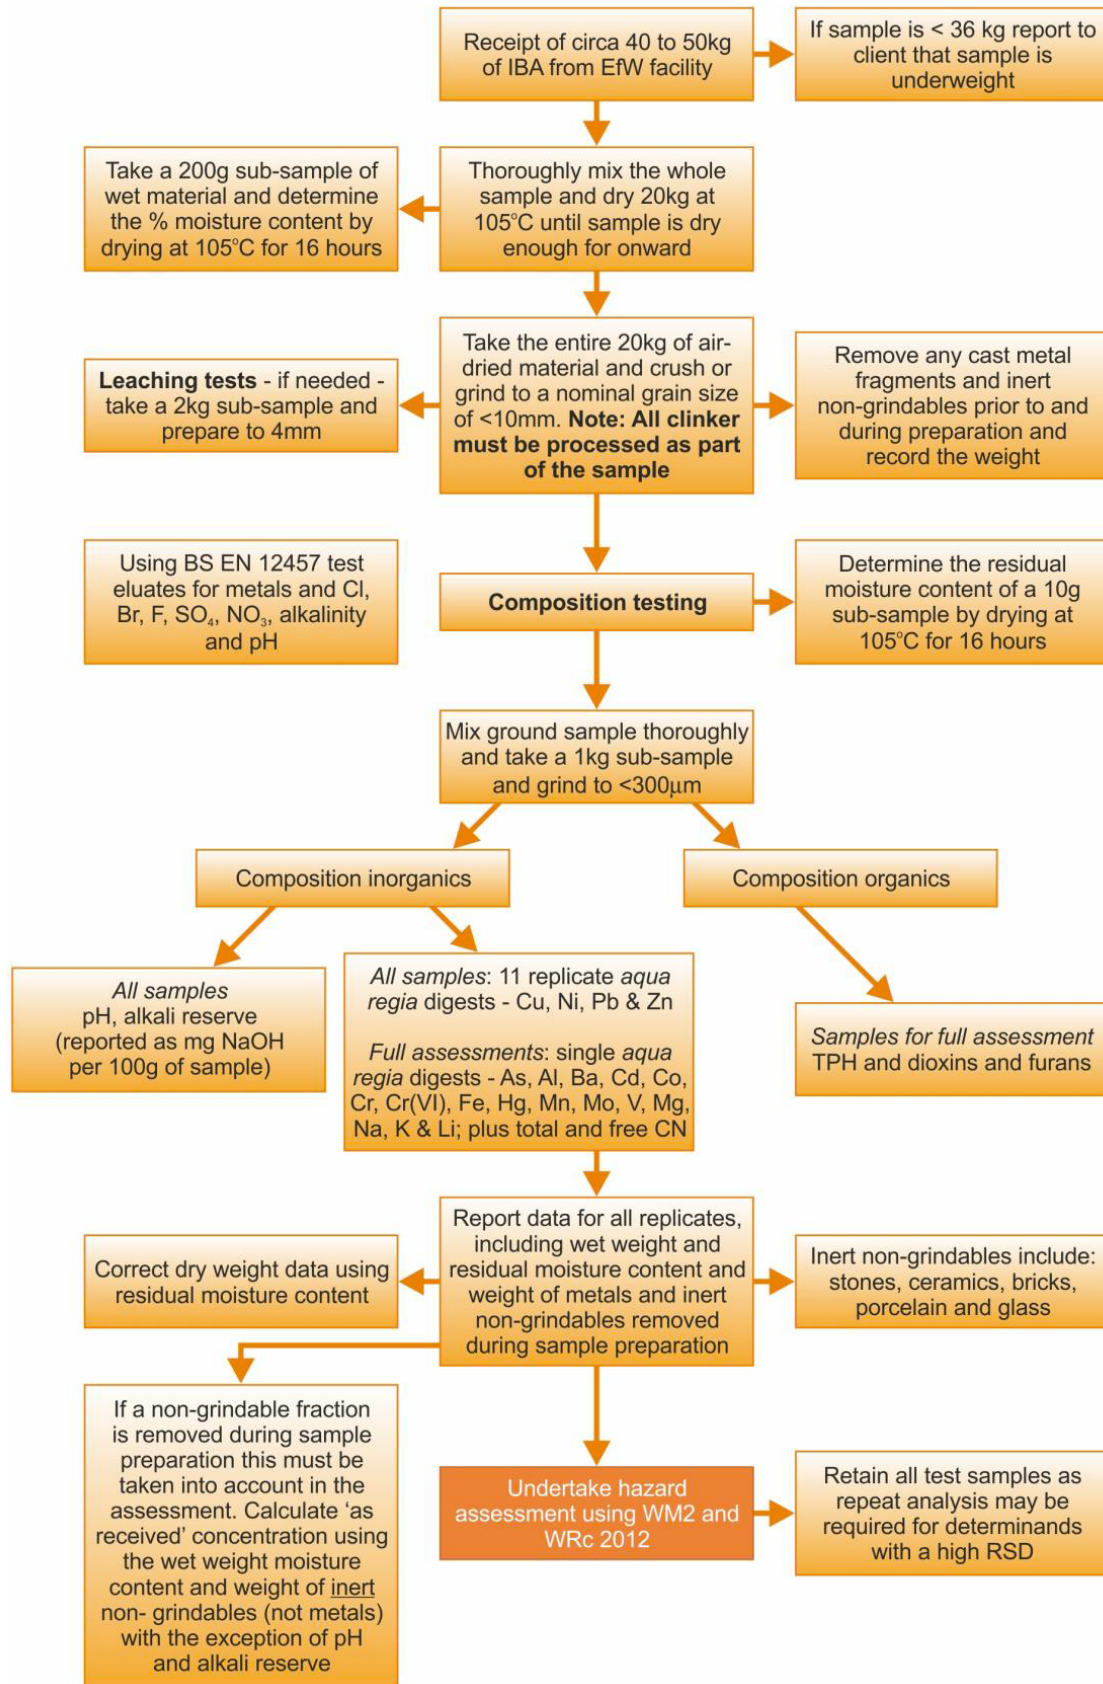 Receipt of circa 40 to 50kg
of IBA from EfW facility
If sample is < 36 kg report to
client that sample is
underweight
Take a 200g sub-sample of
wet material and determine
the % moisture content by
drying at 105°C for 16 hours
Thoroughly mix the whole
sample and dry 20kg at
105°C until sample is dry
enough for onward
Leaching tests - if needed -
take a 2kg sub-sample and
prepare to 4mm
Take the entire 20kg of air-
dried material and crush or
grind to a nominal grain size
of <10mm. Note: All clinker
must be processed as part
of the sample
Remove any cast metal
fragments and inert
non-grindables prior to and
during preparation and
record the weight
Using BS EN 12457 test
eluates for metals and Cl,
Br, F, SO₄, NO₃, alkalinity
and pH
Composition testing
Determine the residual
moisture content of a 10g
sub-sample by drying at
105°C for 16 hours
Mix ground sample thoroughly
and take a 1kg sub-sample
and grind to <300μm
Composition inorganics
Composition organics
All samples
pH, alkali reserve
(reported as mg NaOH
per 100g of sample)
All samples: 11 replicate aqua
regia digests - Cu, Ni, Pb & Zn
Full assessments: single aqua
regia digests - As, Al, Ba, Cd, Co,
Cr, Cr(VI), Fe, Hg, Mn, Mo, V, Mg,
Na, K & Li; plus total and free CN
Samples for full assessment
TPH and dioxins and furans
Correct dry weight data using
residual moisture content
Report data for all replicates,
including wet weight and
residual moisture content and
weight of metals and inert
non-grindables removed
during sample preparation
Inert non-grindables include:
stones, ceramics, bricks,
porcelain and glass
If a non-grindable fraction
is removed during sample
preparation this must be
taken into account in the
assessment. Calculate ‘as
received’ concentration using
the wet weight moisture
content and weight of inert
non- grindables (not metals)
with the exception of pH
and alkali reserve
Undertake hazard
assessment using WM2 and
WRc 2012
Retain all test samples as
repeat analysis may be
required for determinands
with a high RSD